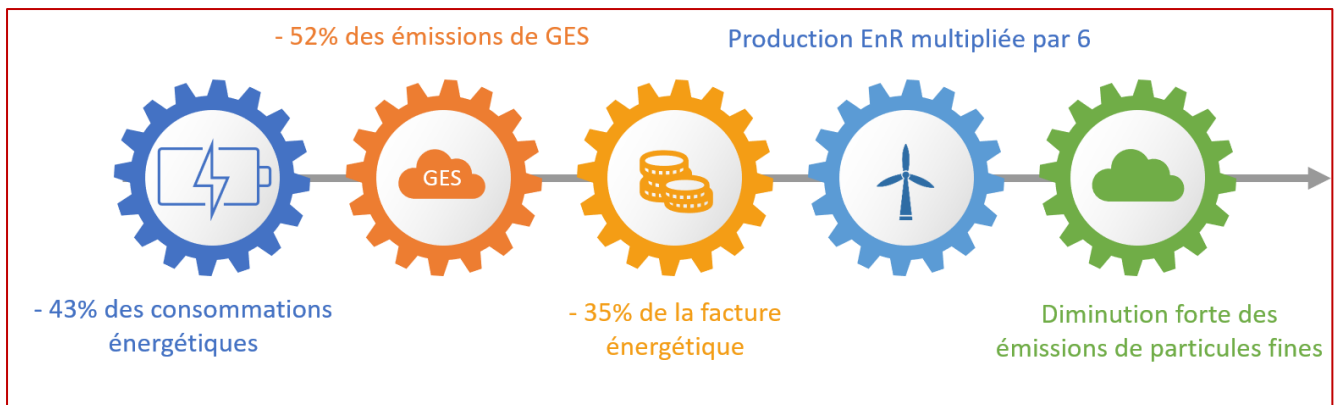 - 52% des émissions de GES
Production EnR multipliée par 6
GES
- 43% des consommations
énergétiques
- 35% de la facture
énergétique
Diminution forte des
émissions de particules fines